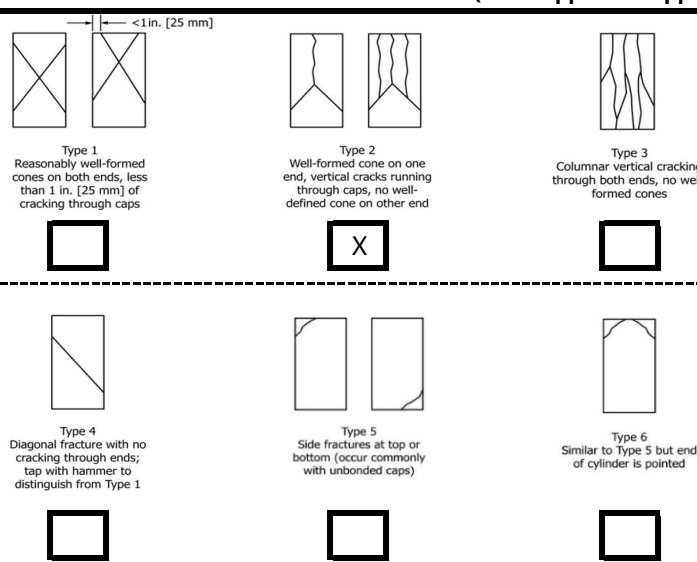 <1 in. [25 mm]
Type 1
Reasonably well-formed
cones on both ends, less
than 1 in. [25 mm] of
cracking through caps
Type 2
Well-formed cone on one
end, vertical cracks running
through caps, no well-
defined cone on other end
Type 3
Columnar vertical cracking
through both ends, no
formed cones
X
Type 4
Diagonal fracture with no
cracking through ends;
tap with hammer to
distinguish from Type 1
Type 5
Side fractures at top or
bottom (occur commonly
with unbonded caps)
Type 6
Similar to Type 5 but end
of cylinder is pointed